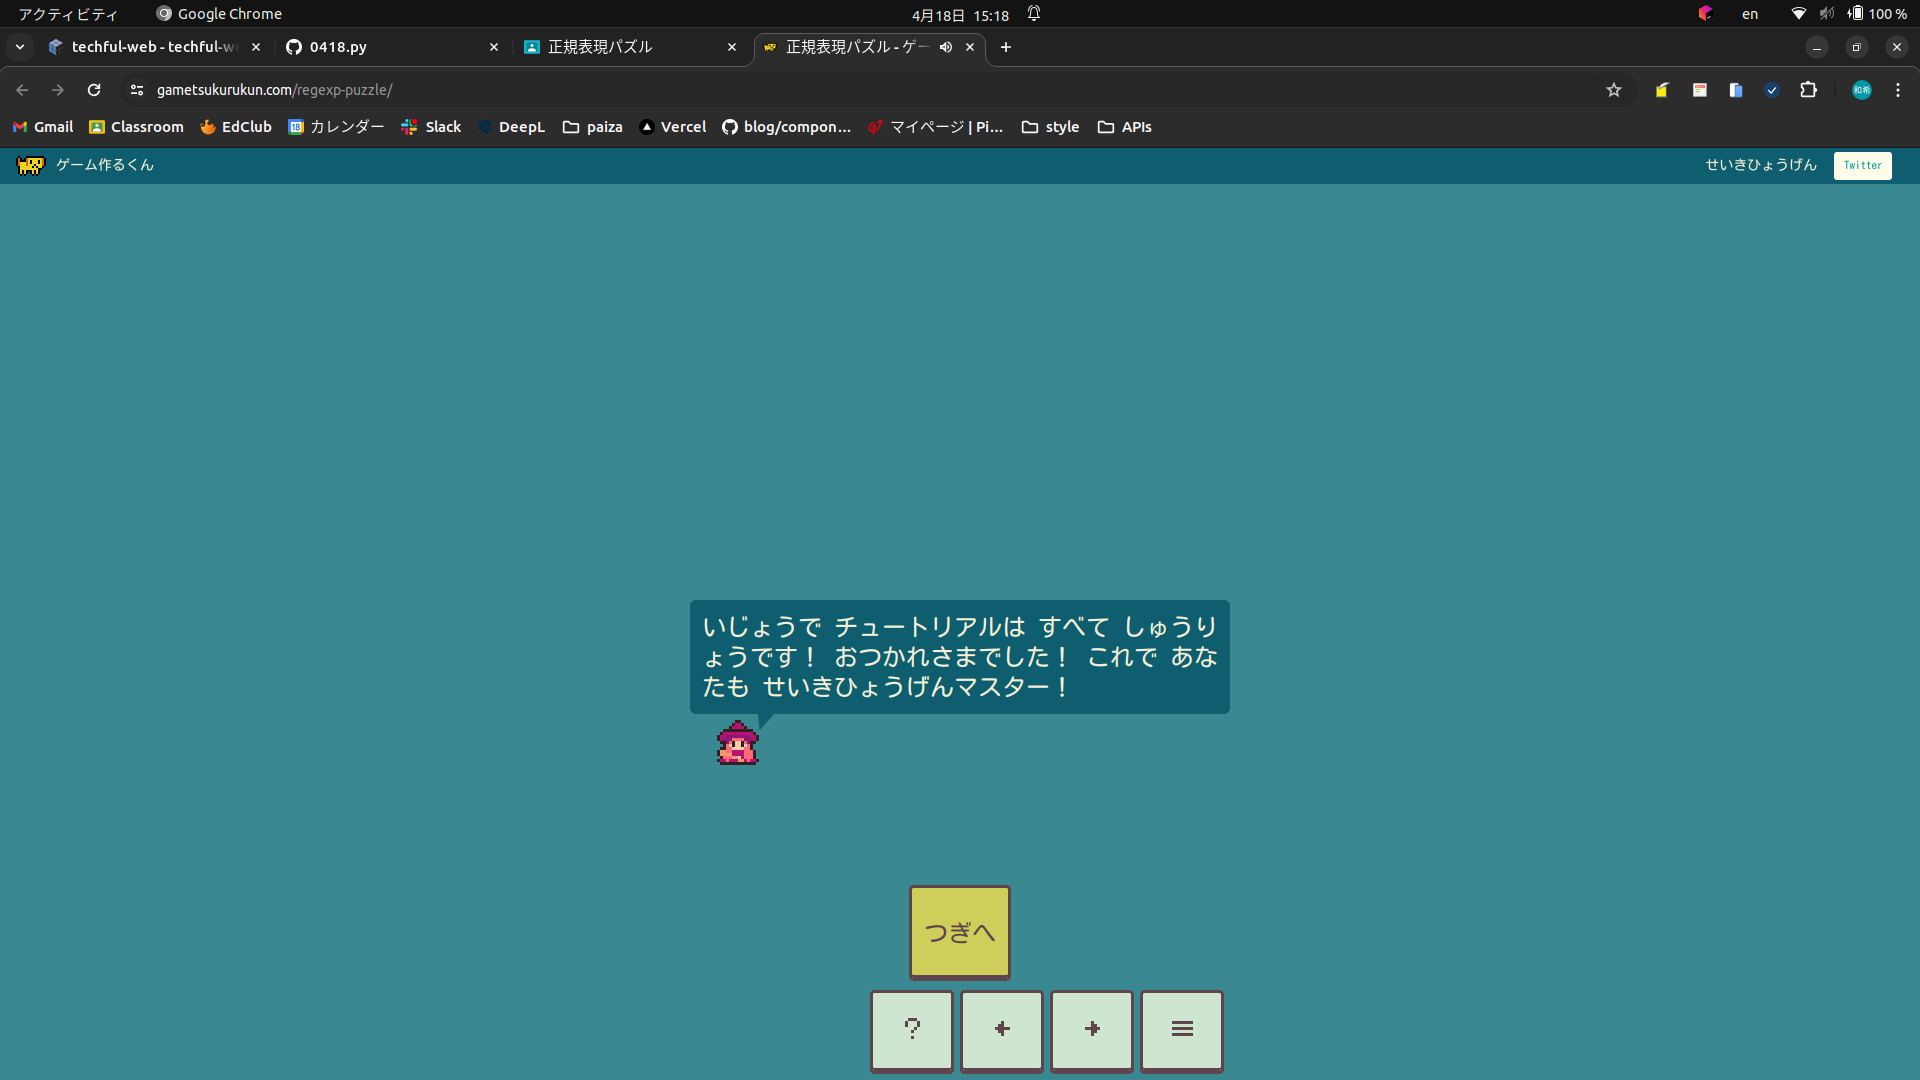 アクティビティ Google Chrome 4月18日 15:18 en 100 %
techful-web - techful-we 0418.py 正規表現パズル 正規表現パズル - ゲー
gametsukurukun.com/regexp-puzzle/ 和希
Gmail Classroom EdClub 18 カレンダー Slack DeepL paiza Vercel blog/compon... マイページ | Pi... style APIs
ゲーム作るくん せいきひょうげん Twitter
いじょうで チュートリアルは すべて しゅうり
ょうです！ おつかれさまでした！ これで あな
たも せいきひょうげんマスター！
つぎへ
?